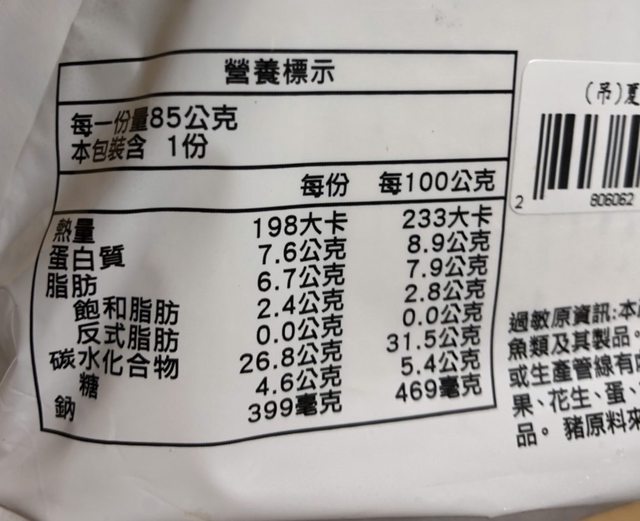 營養標示
每一份量85公克
本包裝含 1份
每份 每100公克
熱量 198大卡 233大卡
蛋白質 7.6公克 8.9公克
脂肪 6.7公克 7.9公克
飽和脂肪 2.4公克 2.8公克
反式脂肪 0.0公克 0.0公克
碳水化合物 26.8公克 31.5公克
糖 4.6公克 5.4公克
鈉 399毫克 469毫克
(吊)夏
2 806062
過敏原資訊:本
魚類及其製品。
或生產管線有
果、花生、蛋、
品。豬原料來